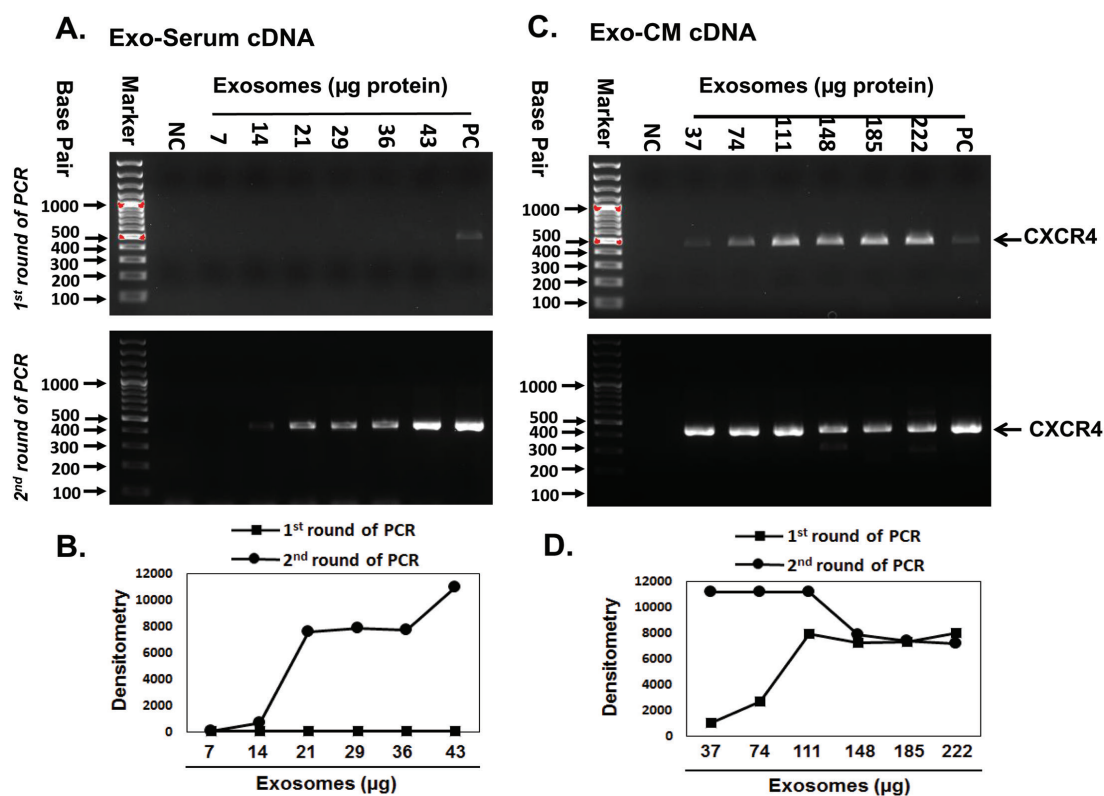 A. Exo-Serum cDNA
Base Pair
Marker
Exosomes (µg protein)
NC 7 14 21 29 36 43 PC
1st round of PCR
1000
500
400
300
200
100
2nd round of PCR
1000
500
400
300
200
100
B.
1st round of PCR
2nd round of PCR
Densitometry
12000
10000
8000
6000
4000
2000
0
7 14 21 29 36 43
Exosomes (µg)
C. Exo-CM cDNA
Base Pair
Marker
Exosomes (µg protein)
NC 37 74 111 148 185 222 PC
1000
500
400
300
200
100
CXCR4
1000
500
400
300
200
100
CXCR4
D.
1st round of PCR
2nd round of PCR
Densitometry
12000
10000
8000
6000
4000
2000
0
37 74 111 148 185 222
Exosomes (µg)